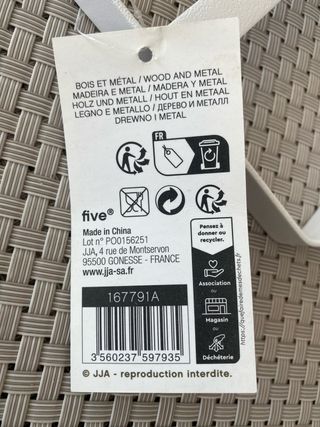 BOIS ET MÉTAL / WOOD AND METAL
MADEIRA E METAL / MADERA Y METAL
HOLZ UND METALL / HOUT EN METAAL
LEGNO E METALLO / ДЕРЕВО И МЕТАЛЛ
DREWNO I METAL
FR
five®
Made in China
Lot n° PO0156251
JJA, 4 rue de Montservon
95500 GONESSE - FRANCE
www.jja-sa.fr
Pensez à
donner ou
recycler.
Association
ou
Magasin
ou
Déchèterie
https://quefairedemesdechets.fr/
167791A
3 560237 597935
© JJA - reproduction interdite.